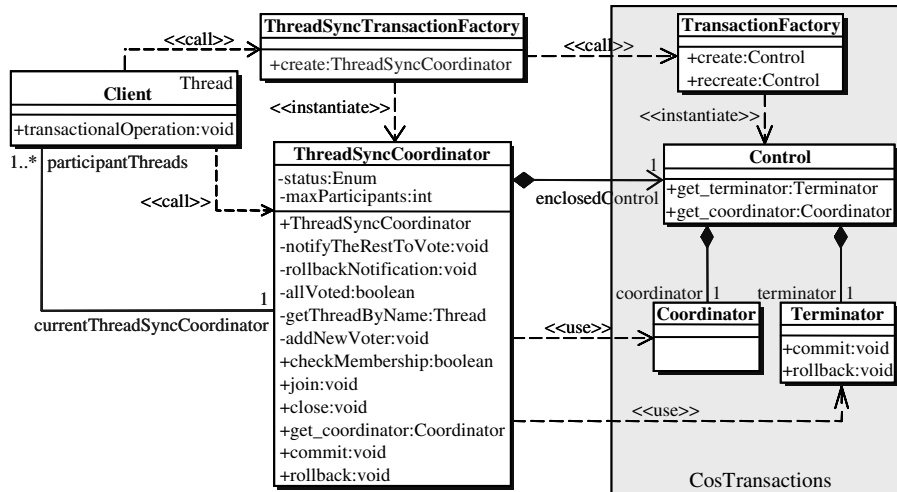 ThreadSyncTransactionFactory
+create:ThreadSyncCoordinator
<<call>>
<<call>>
TransactionFactory
+create:Control
+recreate:Control
Thread
Client
+transactionalOperation:void
<<instantiate>>
<<instantiate>>
1..* participantThreads
<<call>>
ThreadSyncCoordinator
-status:Enum
-maxParticipants:int
+ThreadSyncCoordinator
-notifyTheRestToVote:void
-rollbackNotification:void
-allVoted:boolean
-getThreadByName:Thread
-addNewVoter:void
+checkMembership:boolean
+join:void
+close:void
+get_coordinator:Coordinator
+commit:void
+rollback:void
1
currentThreadSyncCoordinator
1
enclosedControl
Control
+get_terminator:Terminator
+get_coordinator:Coordinator
coordinator 1
terminator 1
<<use>>
Coordinator
Terminator
+commit:void
+rollback:void
<<use>>
CosTransactions